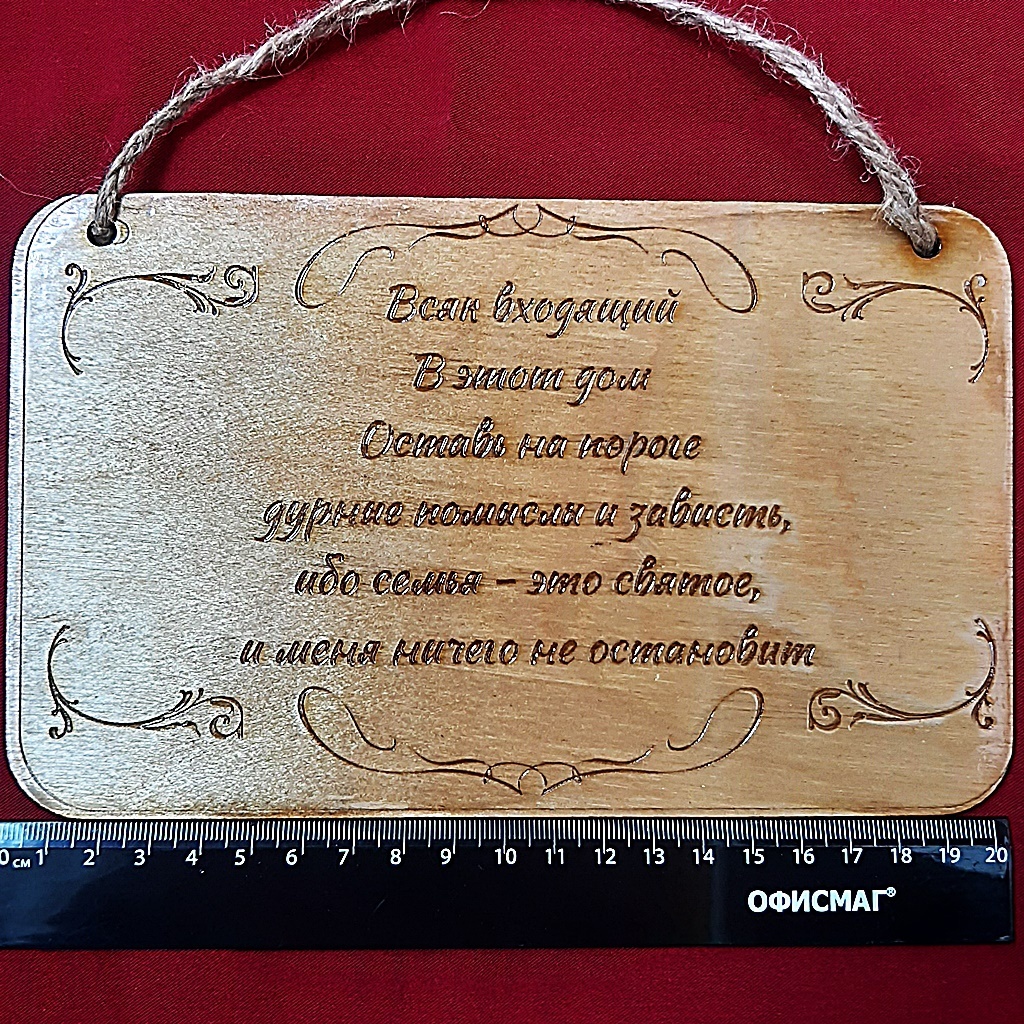 Всяк входящий
В этот дом
Оставь на пороге
дурные помыслы и зависть,
ибо семья – это святое,
и меня ничего не остановит
0 см 1 2 3 4 5 6 7 8 9 10 11 12 13 14 15 16 17 18 19 20
ОФИСМАГ®